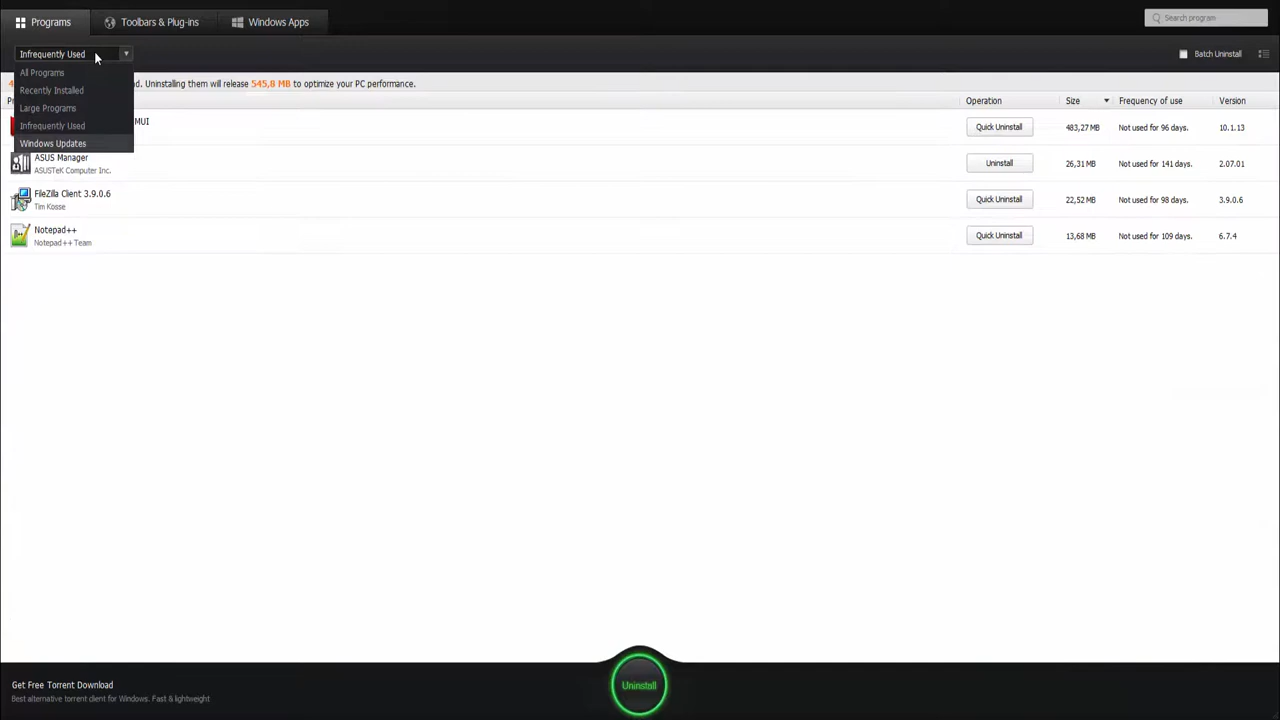 Programs
Toolbars & Plug-ins
Windows Apps
Search program
Infrequently Used
Batch Uninstall
All Programs
Recently Installed
Large Programs
Infrequently Used
Windows Updates
4
d. Uninstalling them will release 545,8 MB to optimize your PC performance.
Operation
Size
Frequency of use
Version
MUI
Quick Uninstall
483,27 MB
Not used for 96 days.
10.1.13
ASUS Manager
ASUSTeK Computer Inc.
Uninstall
26,31 MB
Not used for 141 days.
2.07.01
FileZilla Client 3.9.0.6
Tim Kosse
Quick Uninstall
22,52 MB
Not used for 98 days.
3.9.0.6
Notepad++
Notepad++ Team
Quick Uninstall
13,68 MB
Not used for 109 days.
6.7.4
Get Free Torrent Download
Best alternative torrent client for Windows. Fast & lightweight
Uninstall